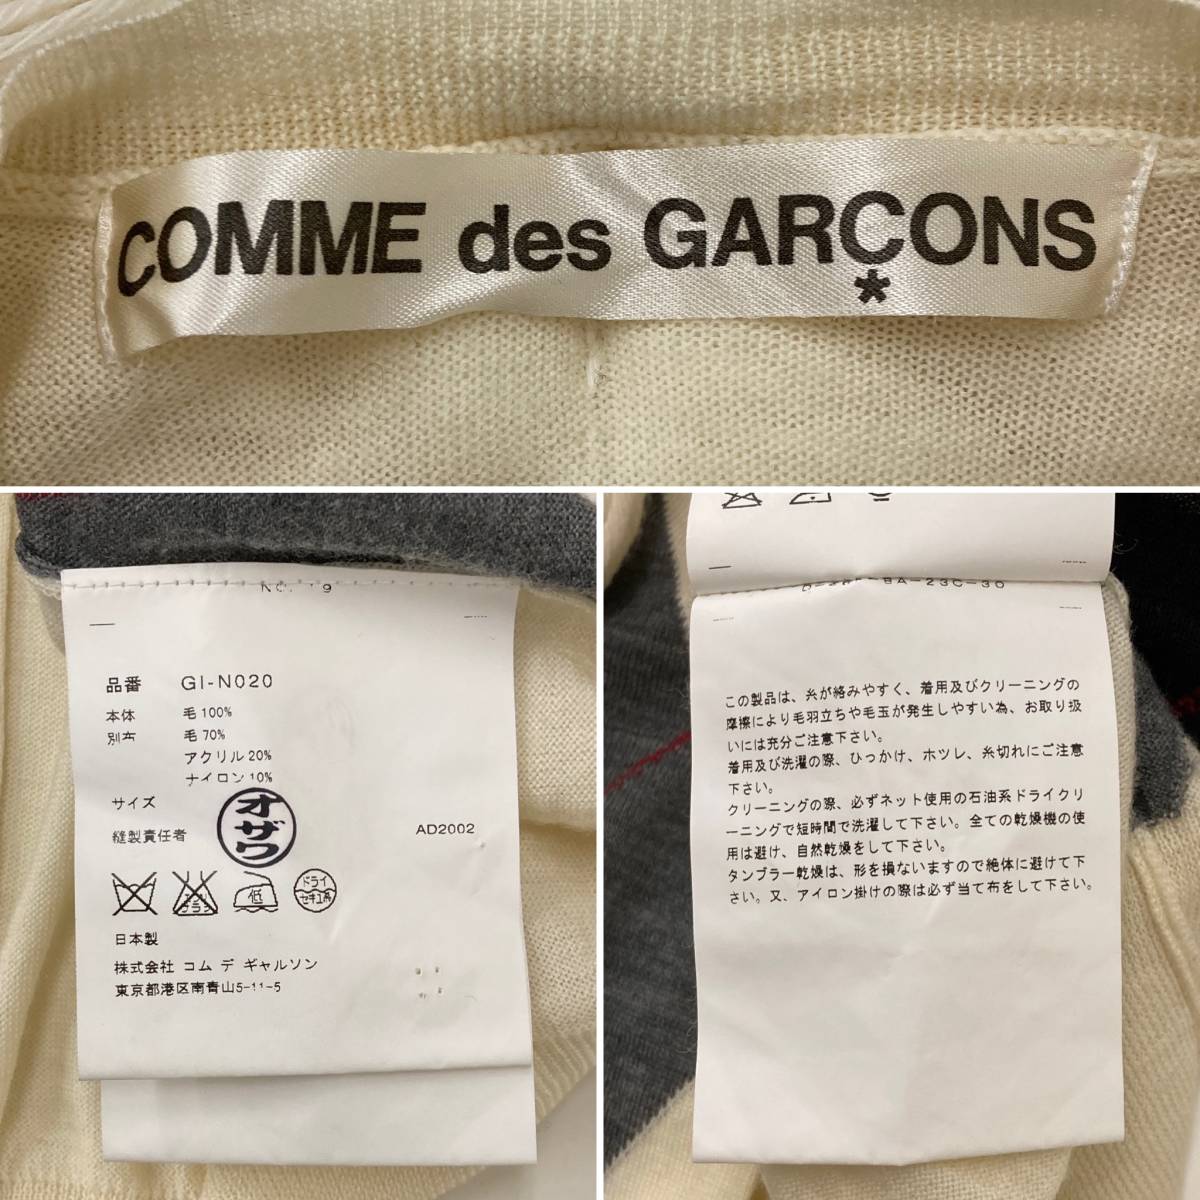 COMME des GARÇONS
*
品番 GI-N020
本体 毛100%
別布 毛 70%
アクリル 20%
ナイロン 10%
サイズ
縫製責任者
オザワ
AD2002
低
ドライ
セキユ系
日本製
株式会社 コム デ ギャルソン
東京都港区南青山5-11-5
この製品は、糸が絡みやすく、着用及びクリーニングの
摩擦により毛羽立ちや毛玉が発生しやすい為、お取り扱
いには充分ご注意下さい。
着用及び洗濯の際、ひっかけ、ホツレ、糸切れにご注意
下さい。
クリーニングの際、必ずネット使用の石油系ドライクリ
ーニングで短時間で洗濯して下さい。全ての乾燥機の使
用は避け、自然乾燥をして下さい。
タンブラー乾燥は、形を損ないますので絶体に避けて下
さい。又、アイロン掛けの際は必ず当て布をして下さい。